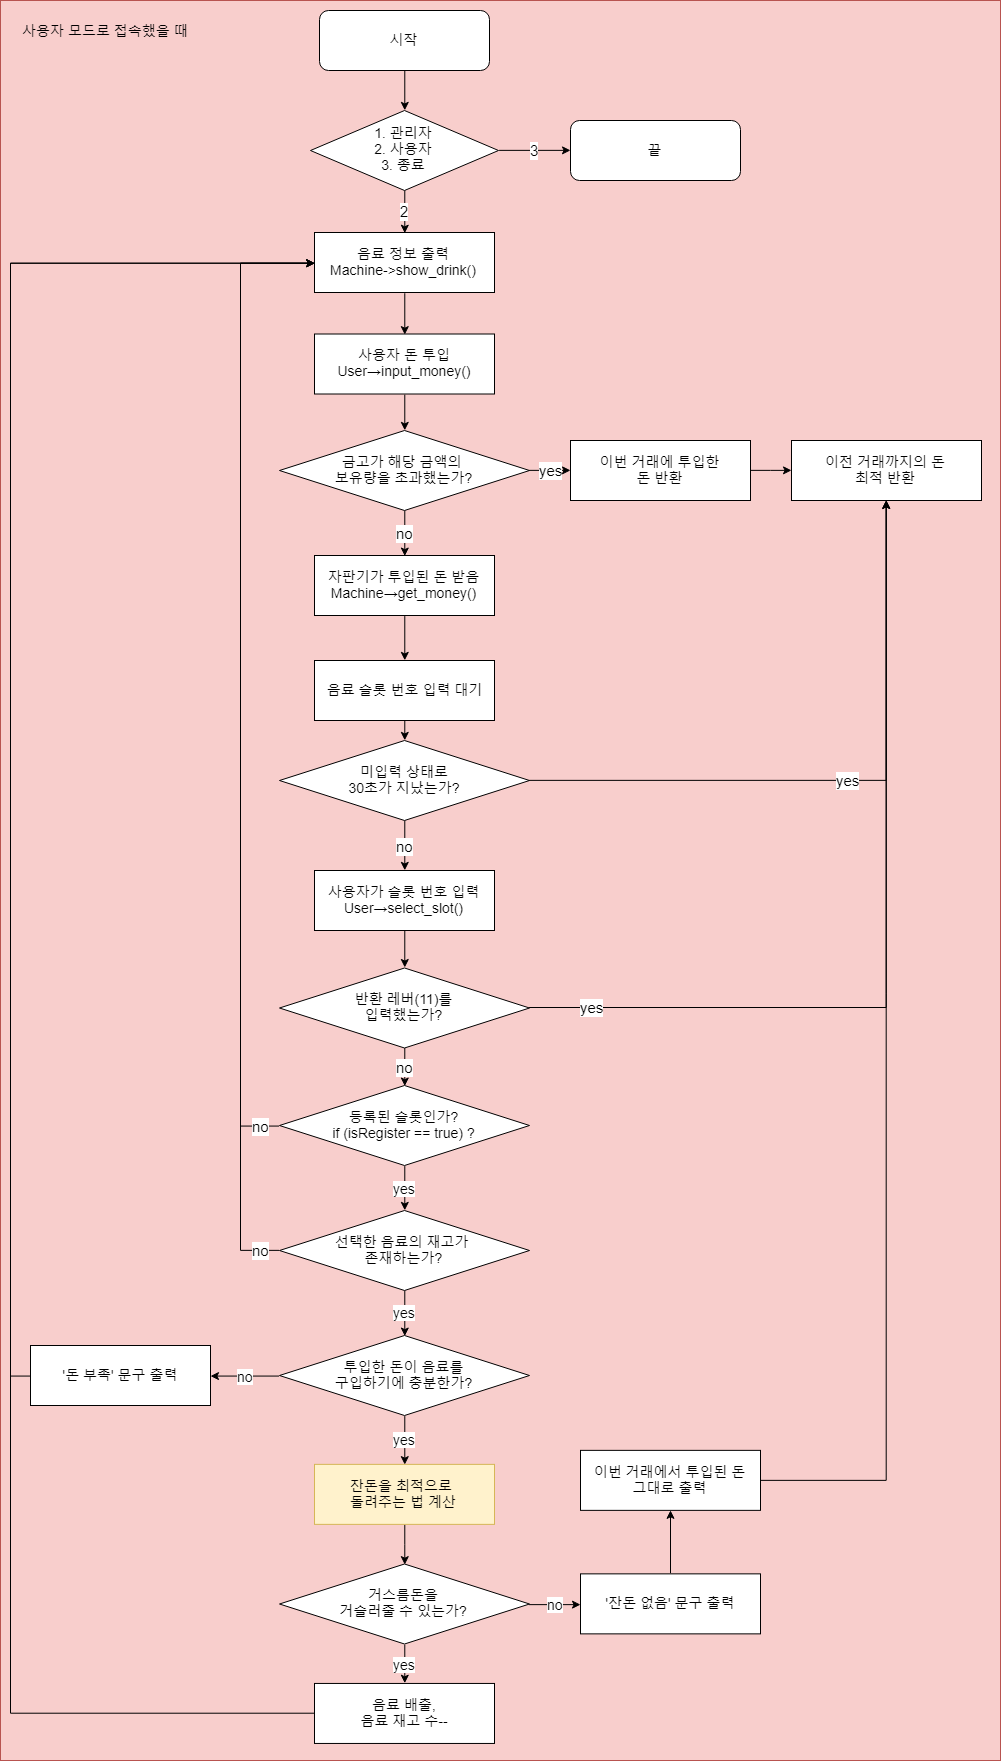 사용자 모드로 접속했을 때
시작
1. 관리자
2. 사용자
3. 종료
3
끝
2
음료 정보 출력
Machine->show_drink()
사용자 돈 투입
User→input_money()
금고가 해당 금액의
보유량을 초과했는가?
yes
이번 거래에 투입한
돈 반환
이전 거래까지의 돈
최적 반환
no
자판기가 투입된 돈 받음
Machine→get_money()
음료 슬롯 번호 입력 대기
미입력 상태로
30초가 지났는가?
yes
no
사용자가 슬롯 번호 입력
User→select_slot()
반환 레버(11)를
입력했는가?
yes
no
등록된 슬롯인가?
if (isRegister == true) ?
no
yes
선택한 음료의 재고가
존재하는가?
no
yes
투입한 돈이 음료를
구입하기에 충분한가?
no
'돈 부족' 문구 출력
yes
잔돈을 최적으로
돌려주는 법 계산
이번 거래에서 투입된 돈
그대로 출력
거스름돈을
거슬러줄 수 있는가?
no
'잔돈 없음' 문구 출력
yes
음료 배출,
음료 재고 수--